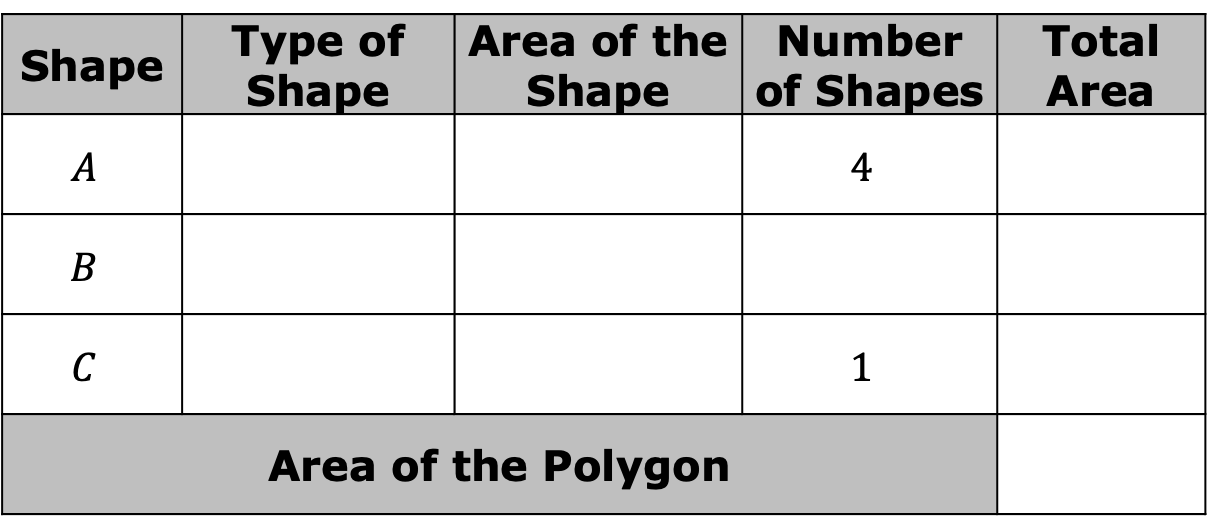 Shape Type of Shape Area of the Shape Number of Shapes Total Area
A 4
B
C 1
Area of the Polygon